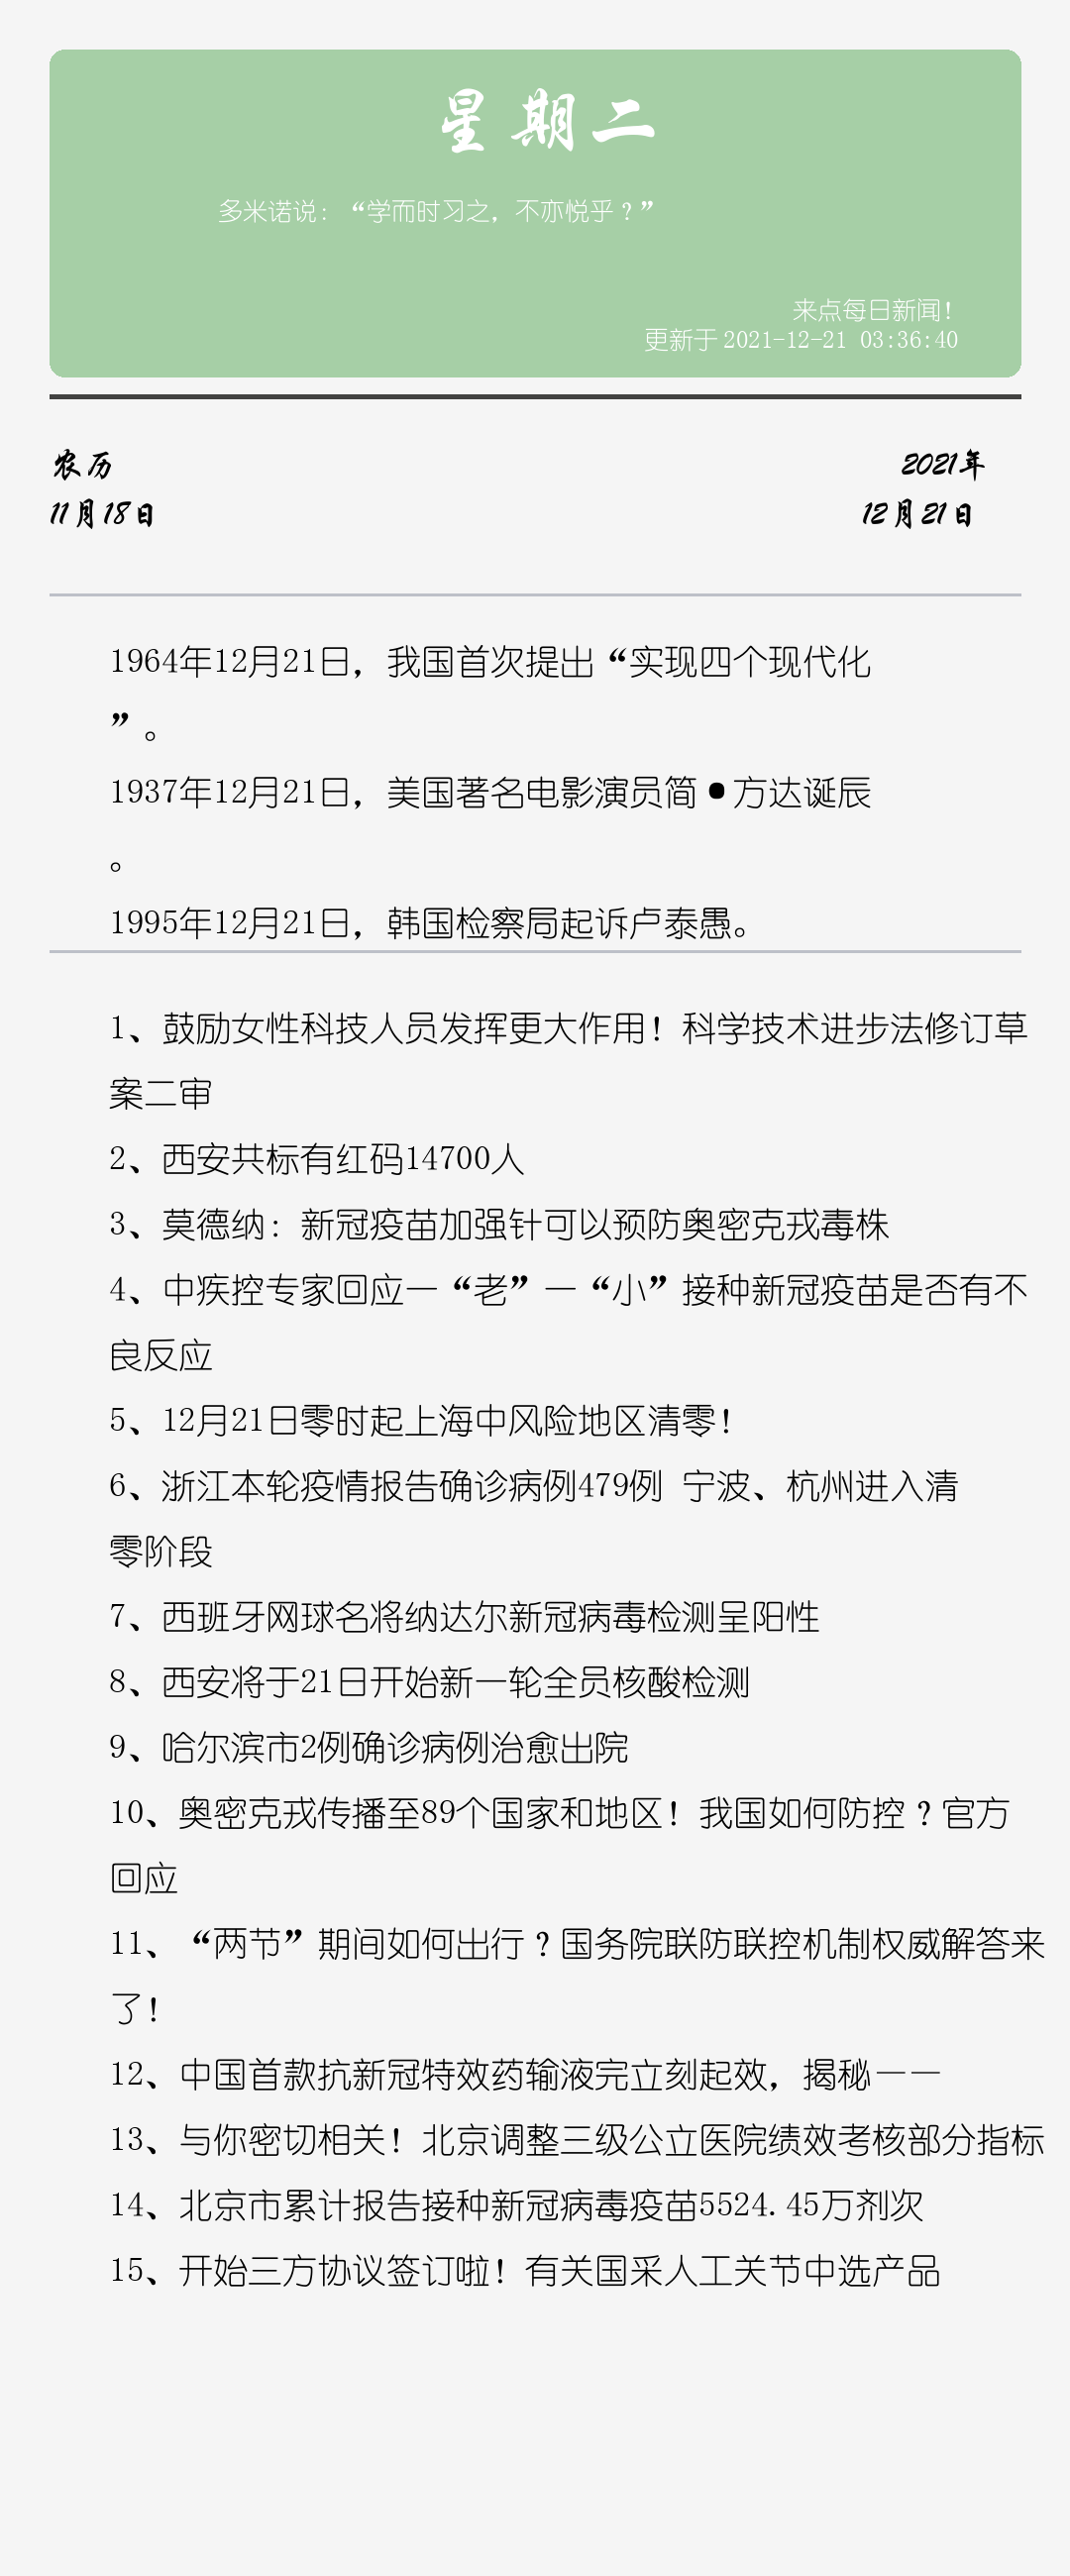 星期二
多米诺说：“学而时习之，不亦悦乎？”
来点每日新闻！
更新于2021-12-21 03:36:40
农历
2021年
11月18日
12月21日
1964年12月21日，我国首次提出“实现四个现代化
”。
1937年12月21日，美国著名电影演员简•方达诞辰
。
1995年12月21日，韩国检察局起诉卢泰愚。
1、鼓励女性科技人员发挥更大作用！科学技术进步法修订草
案二审
2、西安共标有红码14700人
3、莫德纳：新冠疫苗加强针可以预防奥密克戎毒株
4、中疾控专家回应一“老”一“小”接种新冠疫苗是否有不
良反应
5、12月21日零时起上海中风险地区清零！
6、浙江本轮疫情报告确诊病例479例 宁波、杭州进入清
零阶段
7、西班牙网球名将纳达尔新冠病毒检测呈阳性
8、西安将于21日开始新一轮全员核酸检测
9、哈尔滨市2例确诊病例治愈出院
10、奥密克戎传播至89个国家和地区！我国如何防控？官方
回应
11、“两节”期间如何出行？国务院联防联控机制权威解答来
了！
12、中国首款抗新冠特效药输液完立刻起效，揭秘——
13、与你密切相关！北京调整三级公立医院绩效考核部分指标
14、北京市累计报告接种新冠病毒疫苗5524.45万剂次
15、开始三方协议签订啦！有关国采人工关节中选产品